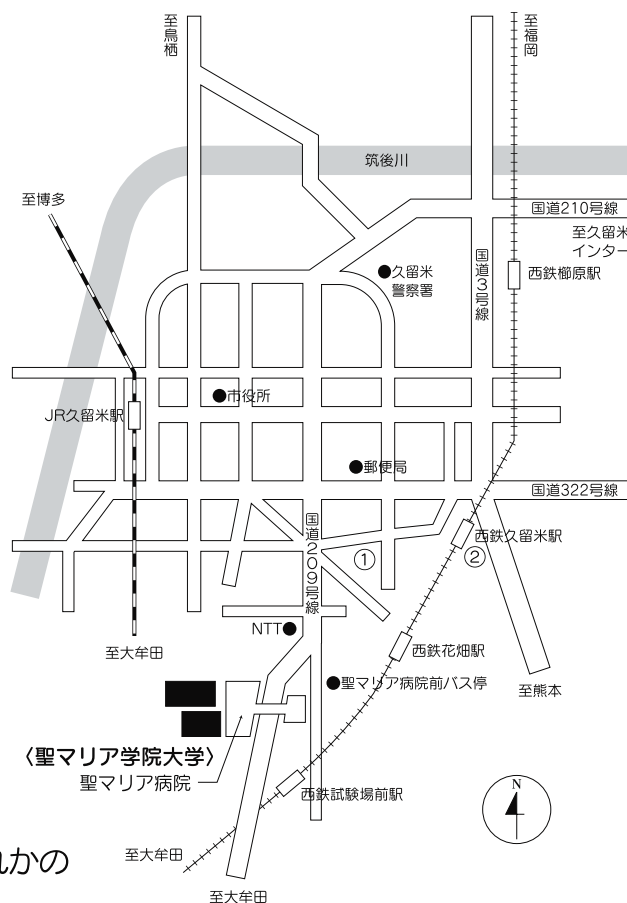 至鳥栖
至福岡
筑後川
至博多
国道210号線
至久留米
インター
国道3号線
久留米
警察署
西鉄櫛原駅
市役所
JR久留米駅
郵便局
国道322号線
国道209号線
西鉄久留米駅
①
②
NTT
至大牟田
西鉄花畑駅
聖マリア病院前バス停
至熊本
〈聖マリア学院大学〉
聖マリア病院
西鉄試験場前駅
N
至大牟田
れかの
至大牟田